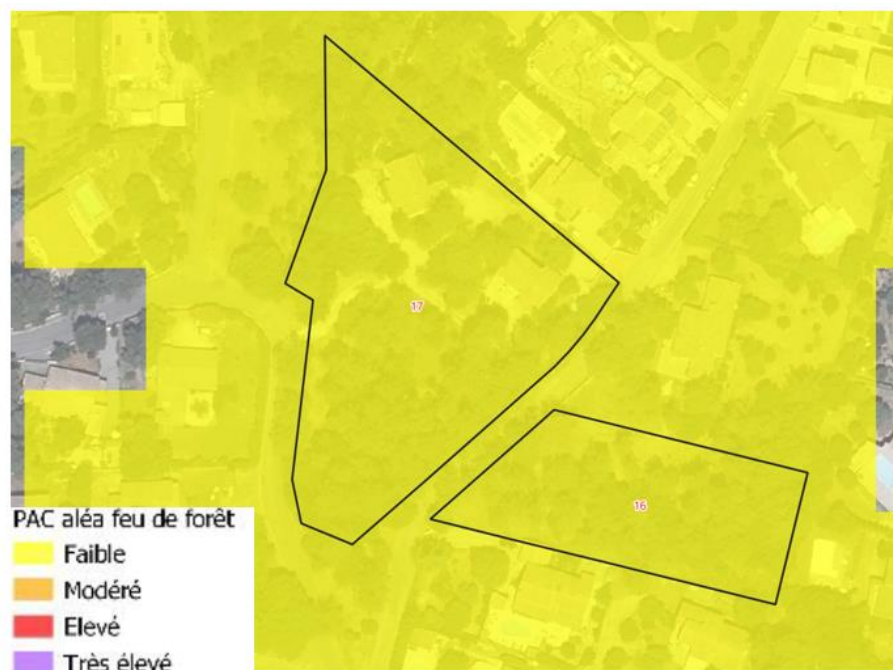 17
16
PAC aléa feu de forêt
Faible
Modéré
Elevé
Très élevé